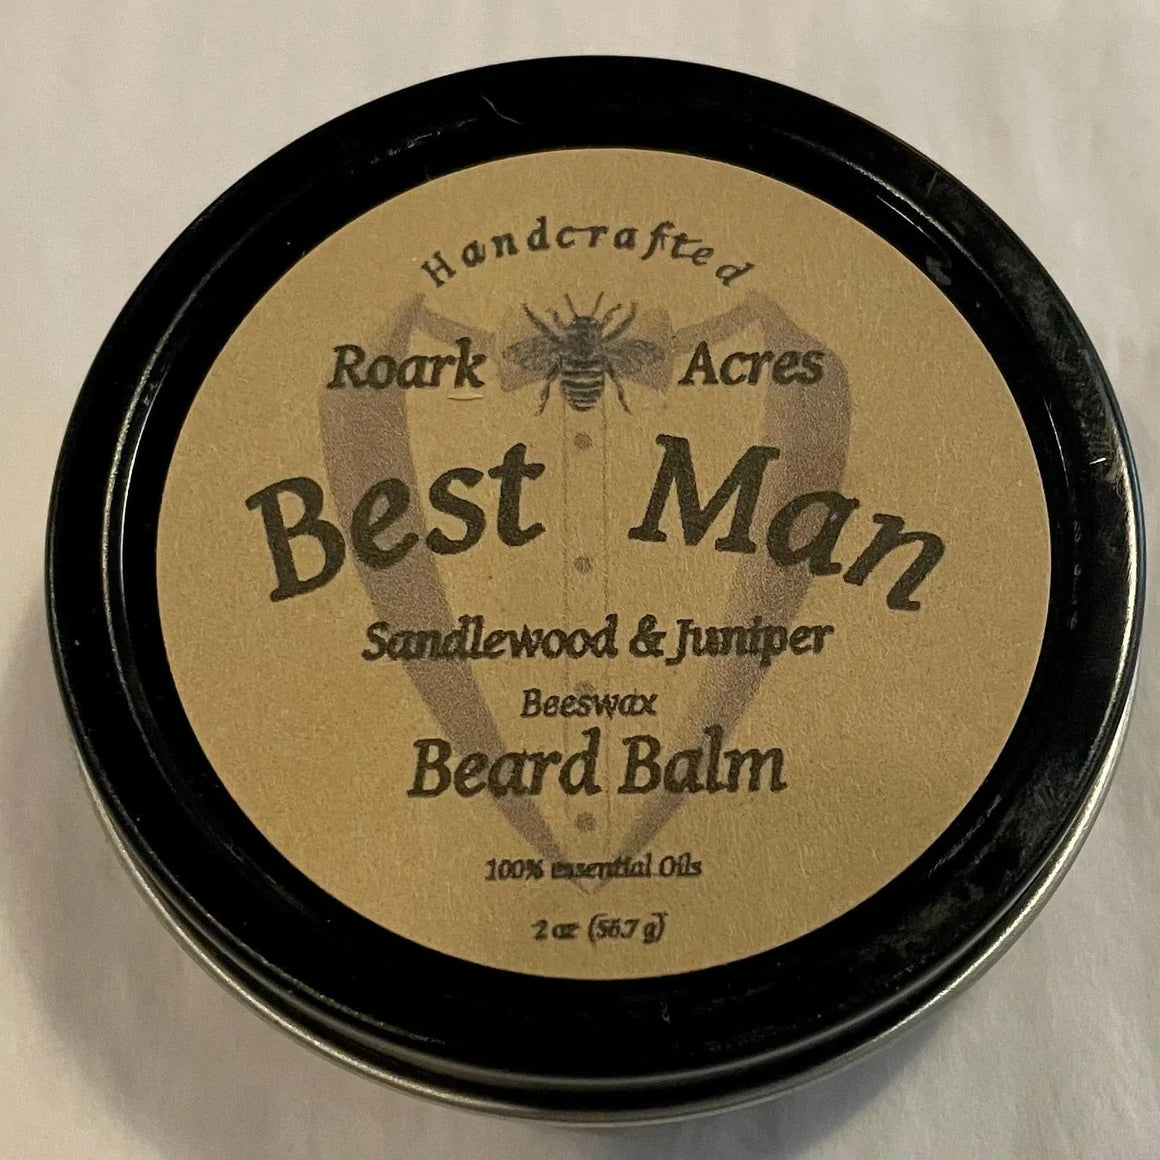 Handcrafted
Roark Acres
Best Man
Sandlewood & Juniper
Beeswax
Beard Balm
100% essential Oils
2 oz (56.7 g)